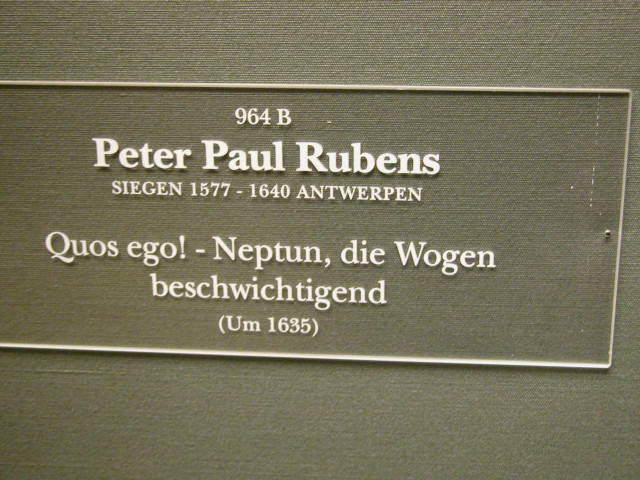 964 B
Peter Paul Rubens
SIEGEN 1577 - 1640 ANTWERPEN
Quos ego! - Neptun, die Wogen
beschwichtigend
(Um 1635)